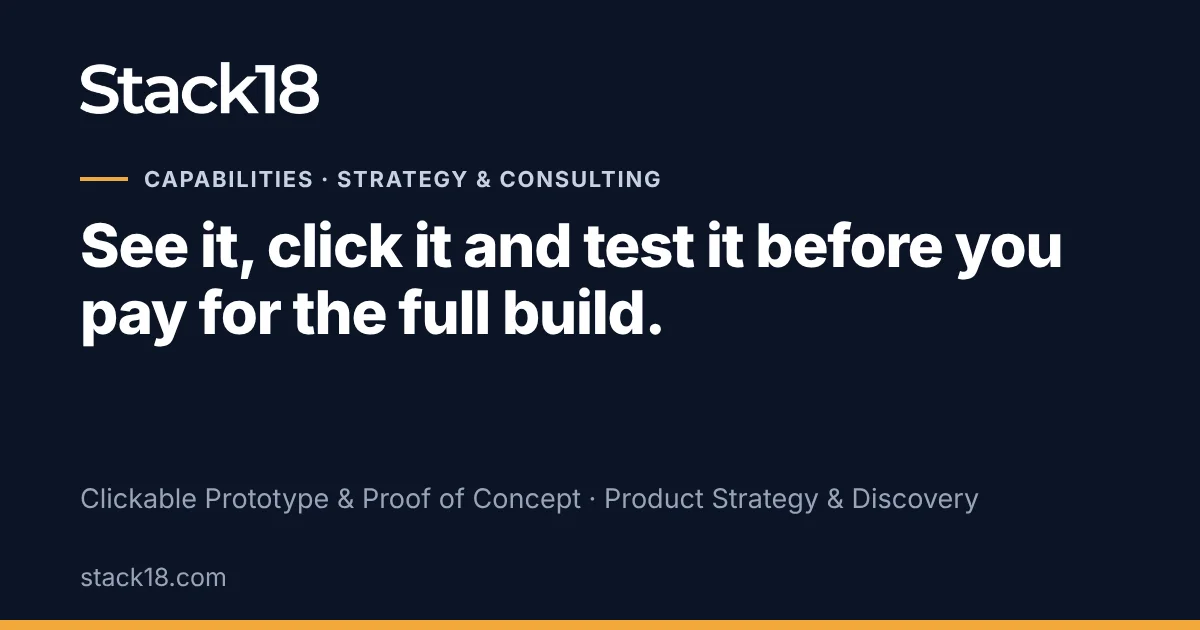 Stack18
CAPABILITIES · STRATEGY & CONSULTING
See it, click it and test it before you
pay for the full build.
Clickable Prototype & Proof of Concept · Product Strategy & Discovery
stack18.com